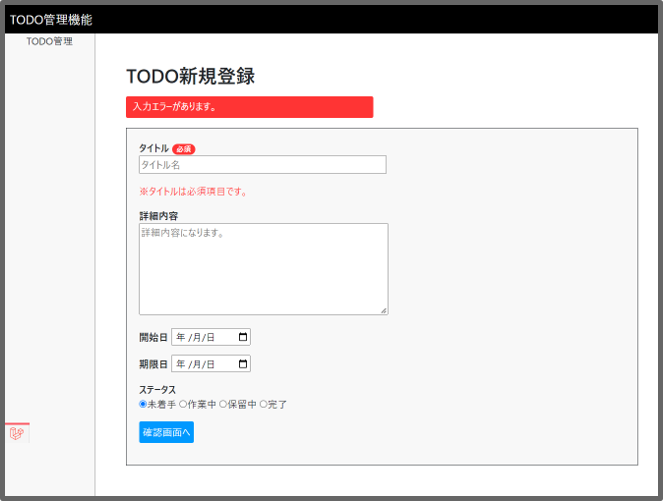 TODO管理機能
TODO管理
TODO新規登録
入力エラーがあります。
タイトル 必須
タイトル名
※タイトルは必須項目です。
詳細内容
詳細内容になります。
開始日 年 /月/日
期限日 年 /月/日
ステータス
未着手 作業中 保留中 完了
確認画面へ